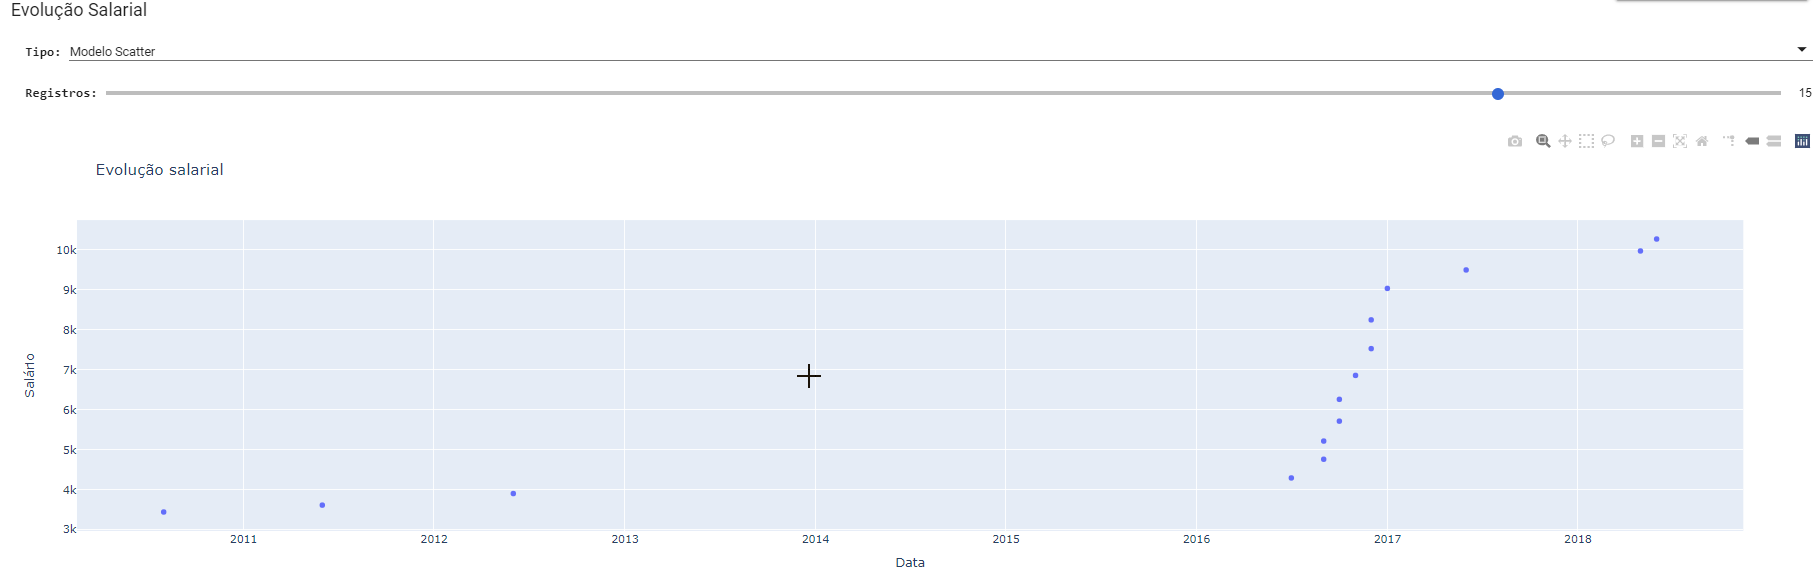 Evolução Salarial
Tipo: Modelo Scatter
Registros: 15
Evolução salarial
10k
9k
8k
7k
6k
5k
4k
3k
Salário
2011 2012 2013 2014 2015 2016 2017 2018
Data